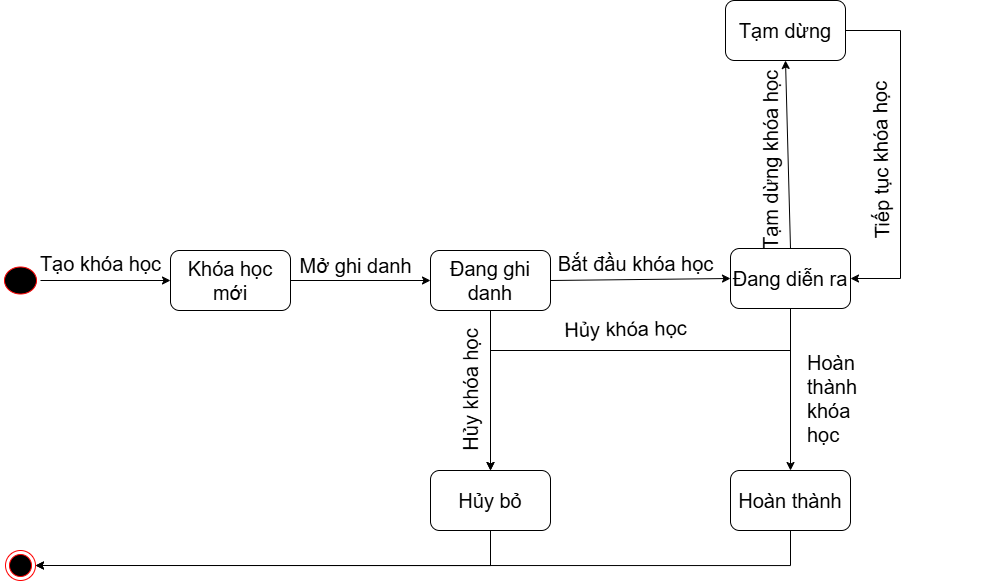 Tạm dừng
Tạm dừng khóa học
Tiếp tục khóa học
Tạo khóa học
Khóa học
mới
Mở ghi danh
Đang ghi
danh
Bắt đầu khóa học
Đang diễn ra
Hủy khóa học
Hủy khóa học
Hoàn
thành
khóa
học
Hủy bỏ
Hoàn thành